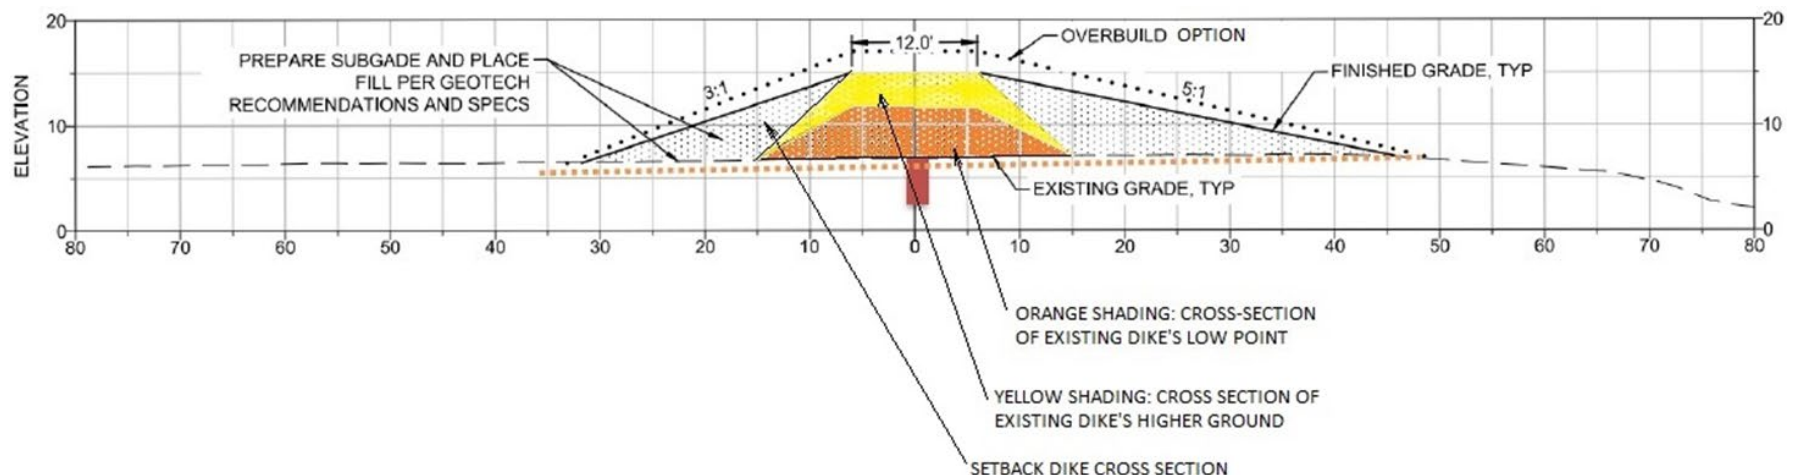 20
20
12.0'
OVERBUILD OPTION
PREPARE SUBGADE AND PLACE
FILL PER GEOTECH
RECOMMENDATIONS AND SPECS
FINISHED GRADE, TYP
3:1
5:1
ELEVATION
10
10
EXISTING GRADE, TYP
0
0
80 70 60 50 40 30 20 10 0 10 20 30 40 50 60 70 80
ORANGE SHADING: CROSS-SECTION
OF EXISTING DIKE'S LOW POINT
YELLOW SHADING: CROSS SECTION OF
EXISTING DIKE'S HIGHER GROUND
SETBACK DIKE CROSS SECTION